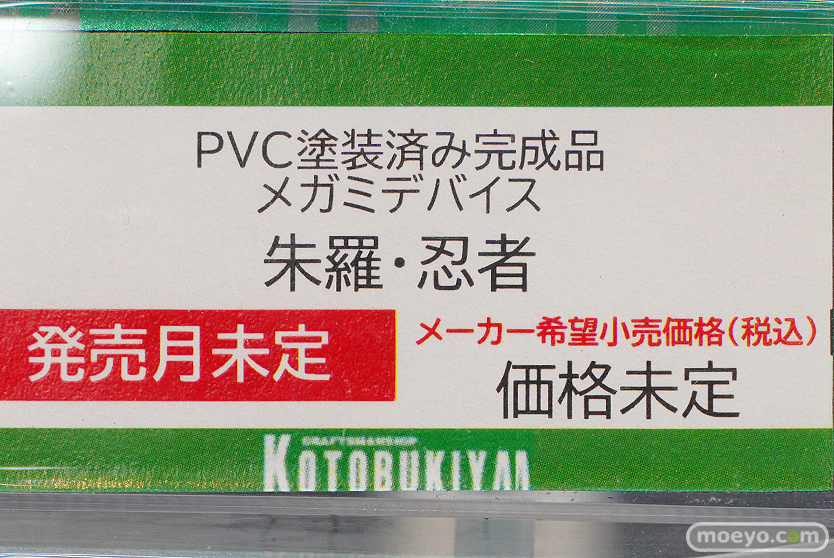 PVC塗装済み完成品
メガミデバイス
朱羅・忍者
発売月未定
メーカー希望小売価格（税込）
価格未定
CRAFTSMANSHIP
KOTOBUKIYA
moeyo.com